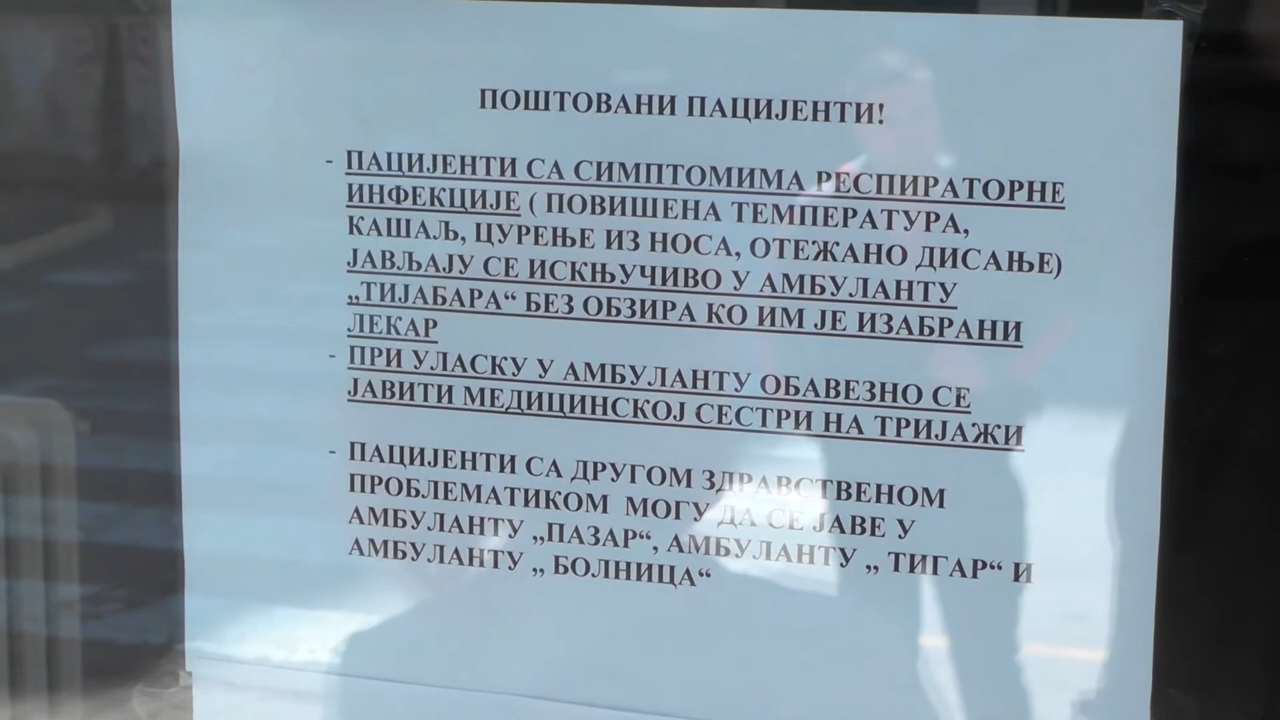 ПОШТОВАНИ ПАЦИЈЕНТИ!
- ПАЦИЈЕНТИ СА СИМПТОМИМА РЕСПИРАТОРНЕ
ИНФЕКЦИЈЕ ( ПОВИШЕНА ТЕМПЕРАТУРА,
КАШАЉ, ЦУРЕЊЕ ИЗ НОСА, ОТЕЖАНО ДИСАЊЕ)
ЈАВЉАЈУ СЕ ИСКЊУЧИВО У АМБУЛАНТУ
„ТИЈАБАРА“ БЕЗ ОБЗИРА КО ИМ ЈЕ ИЗАБРАНИ
ЛЕКАР
- ПРИ УЛАСКУ У АМБУЛАНТУ ОБАВЕЗНО СЕ
ЈАВИТИ МЕДИЦИНСКОЈ СЕСТРИ НА ТРИЈАЖИ
- ПАЦИЈЕНТИ СА ДРУГОМ ЗДРАВСТВЕНОМ
ПРОБЛЕМАТИКОМ МОГУ ДА СЕ ЈАВЕ У
АМБУЛАНТУ „ПАЗАР“, АМБУЛАНТУ „ ТИГАР“ И
АМБУЛАНТУ „ БОЛНИЦА“